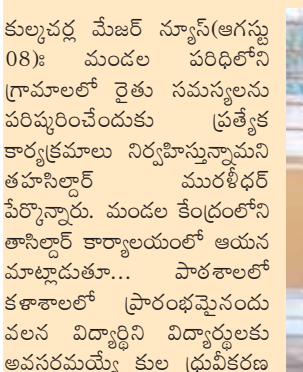 కుల్కచర్ల మేజర్ న్యూస్(ఆగస్టు
08)ః మండల పరిధిలోని
గ్రామాలలో రైతు సమస్యలను
పరిష్కరించేందుకు ప్రత్యేక
కార్యక్రమాలు నిర్వహిస్తున్నామని
తహసిల్దార్ మురళీధర్
పేర్కొన్నారు. మండల కేంద్రంలోని
తాసిల్దార్ కార్యాలయంలో ఆయన
మాట్లాడుతూ... పాఠశాలలో
కళాశాలలో ప్రారంభమైనందు
వలన విద్యార్థిని విద్యార్థులకు
అవసరమయ్యే కుల ధ్రువీకరణ